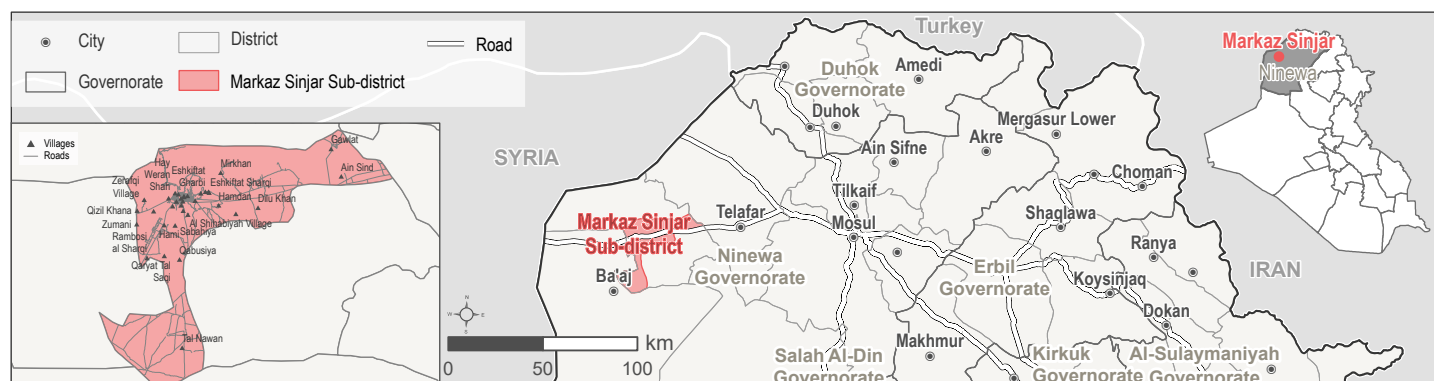 City
District
Road
Governorate
Markaz Sinjar Sub-district
Villages
Roads
Gawlat
Hay
Weran
Shah
Eshkiftat
Gharbi
Mirkhan
Ain Sind
Zerafqi
Village
Eshkiftat Sharqi
Hamdan
Dilu Khan
Qizil Khana
Zumani
Al Shihabiyah Village
Rambosi
al Sharqi
Hami
Sabahiya
Qabusiya
Qaryat Tal
Saqi
Tal Nawan
Turkey
SYRIA
IRAN
Duhok
Governorate
Amedi
Duhok
Mergasur Lower
Akre
Ain Sifne
Choman
Tilkaif
Markaz Sinjar
Sub-district
Telafar
Mosul
Shaqlawa
Ranya
Ninewa
Governorate
Erbil
Governorate
Ba'aj
Koysinjaq
Dokan
N
W
E
S
0
50
100
km
Makhmur
Salah Al-Din
Governorate
Kirkuk
Governorate
Al-Sulaymaniyah
Governorate
Markaz Sinjar
Ninewa